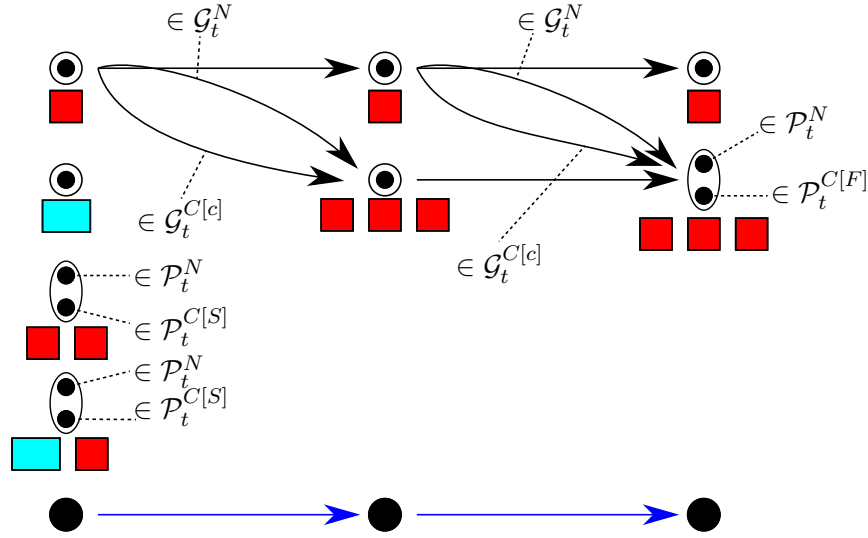 ∈ 𝒢_t^N
∈ 𝒢_t^N
∈ 𝒫_t^N
∈ 𝒫_t^{C[F]}
∈ 𝒢_t^{C[c]}
∈ 𝒢_t^{C[c]}
∈ 𝒫_t^N
∈ 𝒫_t^{C[S]}
∈ 𝒫_t^N
∈ 𝒫_t^{C[S]}